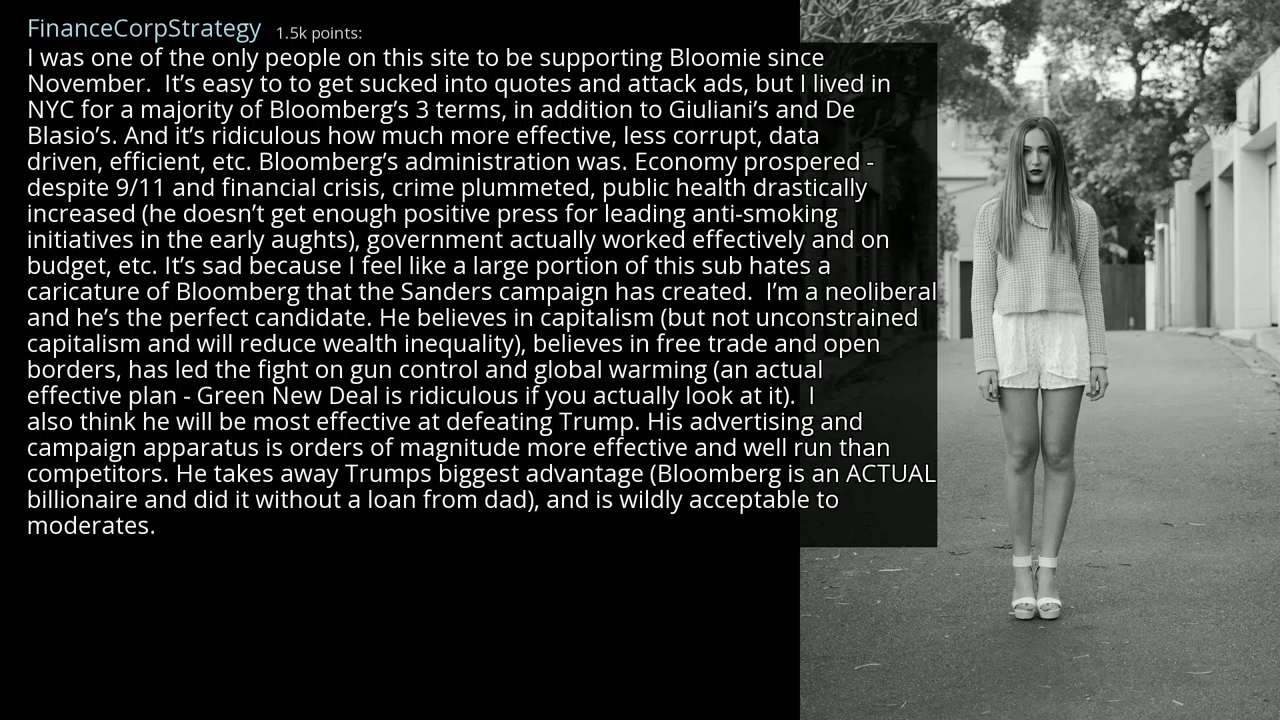 FinanceCorpStrategy 1.5k points:
I was one of the only people on this site to be supporting Bloomie since
November.  It’s easy to to get sucked into quotes and attack ads, but I lived in
NYC for a majority of Bloomberg’s 3 terms, in addition to Giuliani’s and De
Blasio’s. And it’s ridiculous how much more effective, less corrupt, data
driven, efficient, etc. Bloomberg’s administration was. Economy prospered -
despite 9/11 and financial crisis, crime plummeted, public health drastically
increased (he doesn’t get enough positive press for leading anti-smoking
initiatives in the early aughts), government actually worked effectively and on
budget, etc. It’s sad because I feel like a large portion of this sub hates a
caricature of Bloomberg that the Sanders campaign has created.  I’m a neoliberal
and he’s the perfect candidate. He believes in capitalism (but not unconstrained
capitalism and will reduce wealth inequality), believes in free trade and open
borders, has led the fight on gun control and global warming (an actual
effective plan - Green New Deal is ridiculous if you actually look at it).  I
also think he will be most effective at defeating Trump. His advertising and
campaign apparatus is orders of magnitude more effective and well run than
competitors. He takes away Trumps biggest advantage (Bloomberg is an ACTUAL
billionaire and did it without a loan from dad), and is wildly acceptable to
moderates.